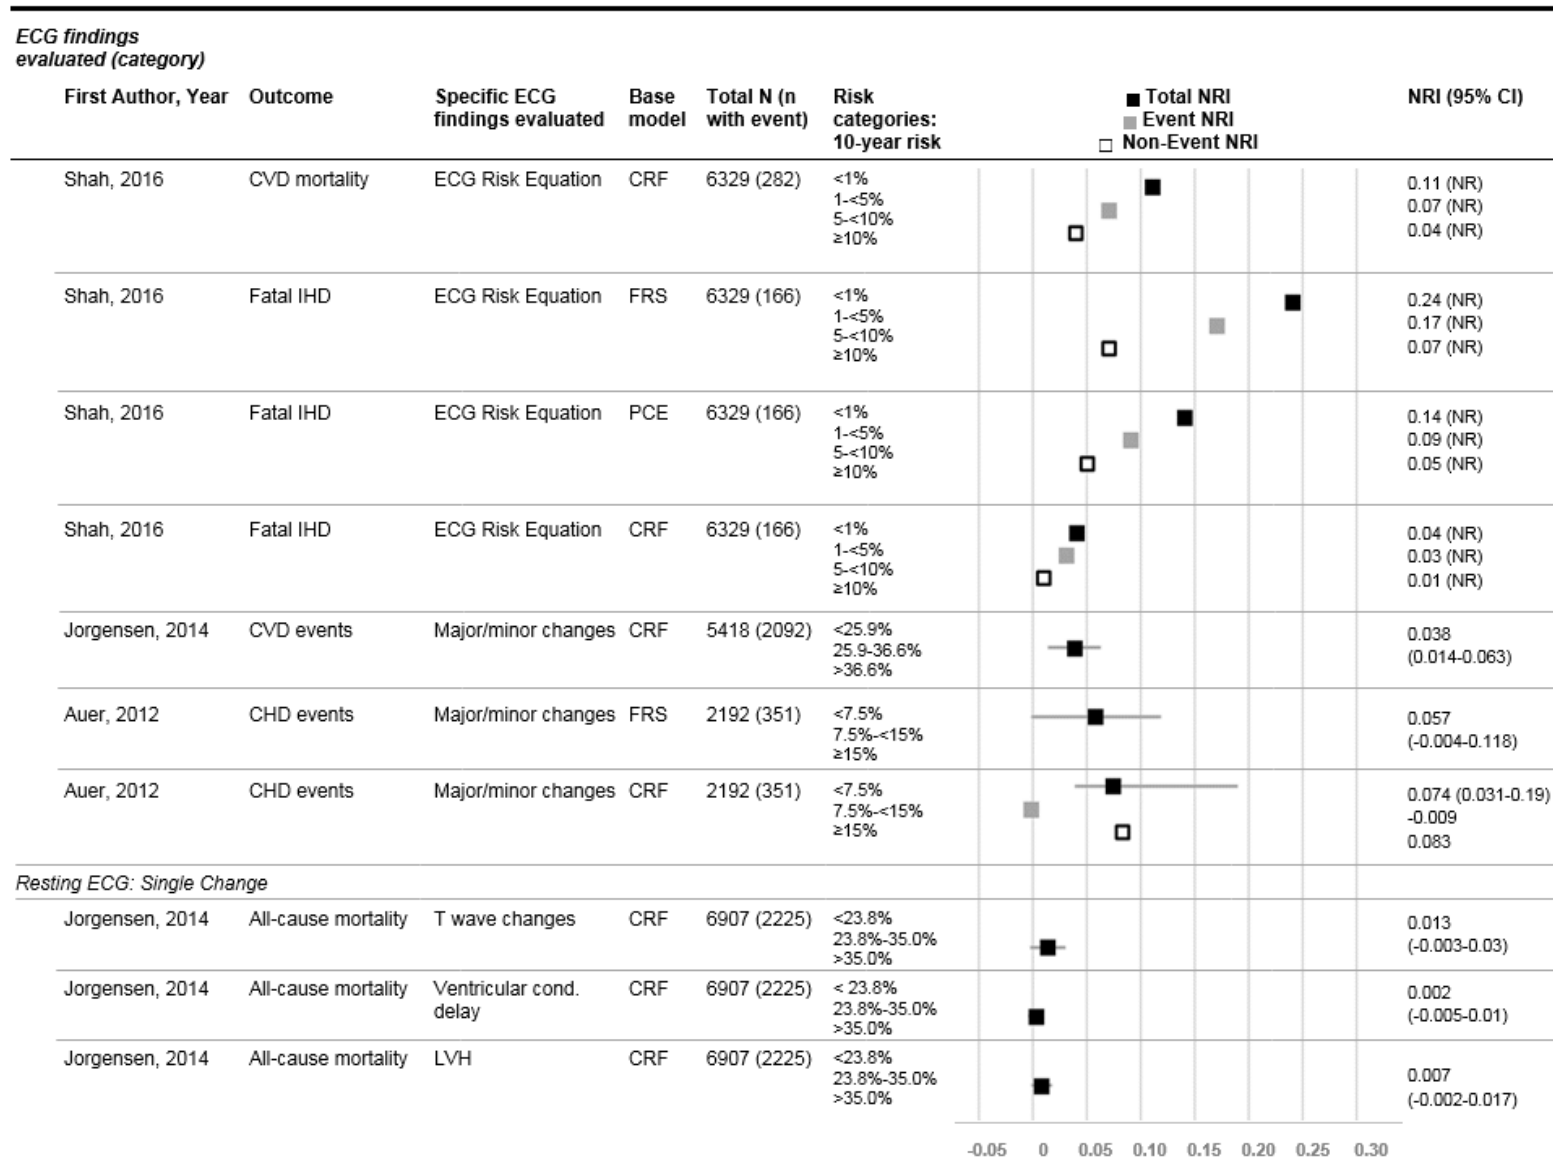 ECG findings
evaluated (category)
First Author, Year Outcome Specific ECG findings evaluated Base model Total N (n with event) Risk categories: 10-year risk ■ Total NRI ■ Event NRI □ Non-Event NRI NRI (95% CI)
Shah, 2016 CVD mortality ECG Risk Equation CRF 6329 (282) <1% 0.11 (NR)
1-<5% 0.07 (NR)
5-<10% 0.04 (NR)
≥10%
Shah, 2016 Fatal IHD ECG Risk Equation FRS 6329 (166) <1% 0.24 (NR)
1-<5% 0.17 (NR)
5-<10% 0.07 (NR)
≥10%
Shah, 2016 Fatal IHD ECG Risk Equation PCE 6329 (166) <1% 0.14 (NR)
1-<5% 0.09 (NR)
5-<10% 0.05 (NR)
≥10%
Shah, 2016 Fatal IHD ECG Risk Equation CRF 6329 (166) <1% 0.04 (NR)
1-<5% 0.03 (NR)
5-<10% 0.01 (NR)
≥10%
Jorgensen, 2014 CVD events Major/minor changes CRF 5418 (2092) <25.9% 0.038
25.9-36.6% (0.014-0.063)
>36.6%
Auer, 2012 CHD events Major/minor changes FRS 2192 (351) <7.5% 0.057
7.5%-<15% (-0.004-0.118)
≥15%
Auer, 2012 CHD events Major/minor changes CRF 2192 (351) <7.5% 0.074 (0.031-0.19)
7.5%-<15% -0.009
≥15% 0.083
Resting ECG: Single Change
Jorgensen, 2014 All-cause mortality T wave changes CRF 6907 (2225) <23.8% 0.013
23.8%-35.0% (-0.003-0.03)
>35.0%
Jorgensen, 2014 All-cause mortality Ventricular cond. CRF 6907 (2225) < 23.8% 0.002
delay 23.8%-35.0% (-0.005-0.01)
>35.0%
Jorgensen, 2014 All-cause mortality LVH CRF 6907 (2225) <23.8% 0.007
23.8%-35.0% (-0.002-0.017)
>35.0%
-0.05 0 0.05 0.10 0.15 0.20 0.30